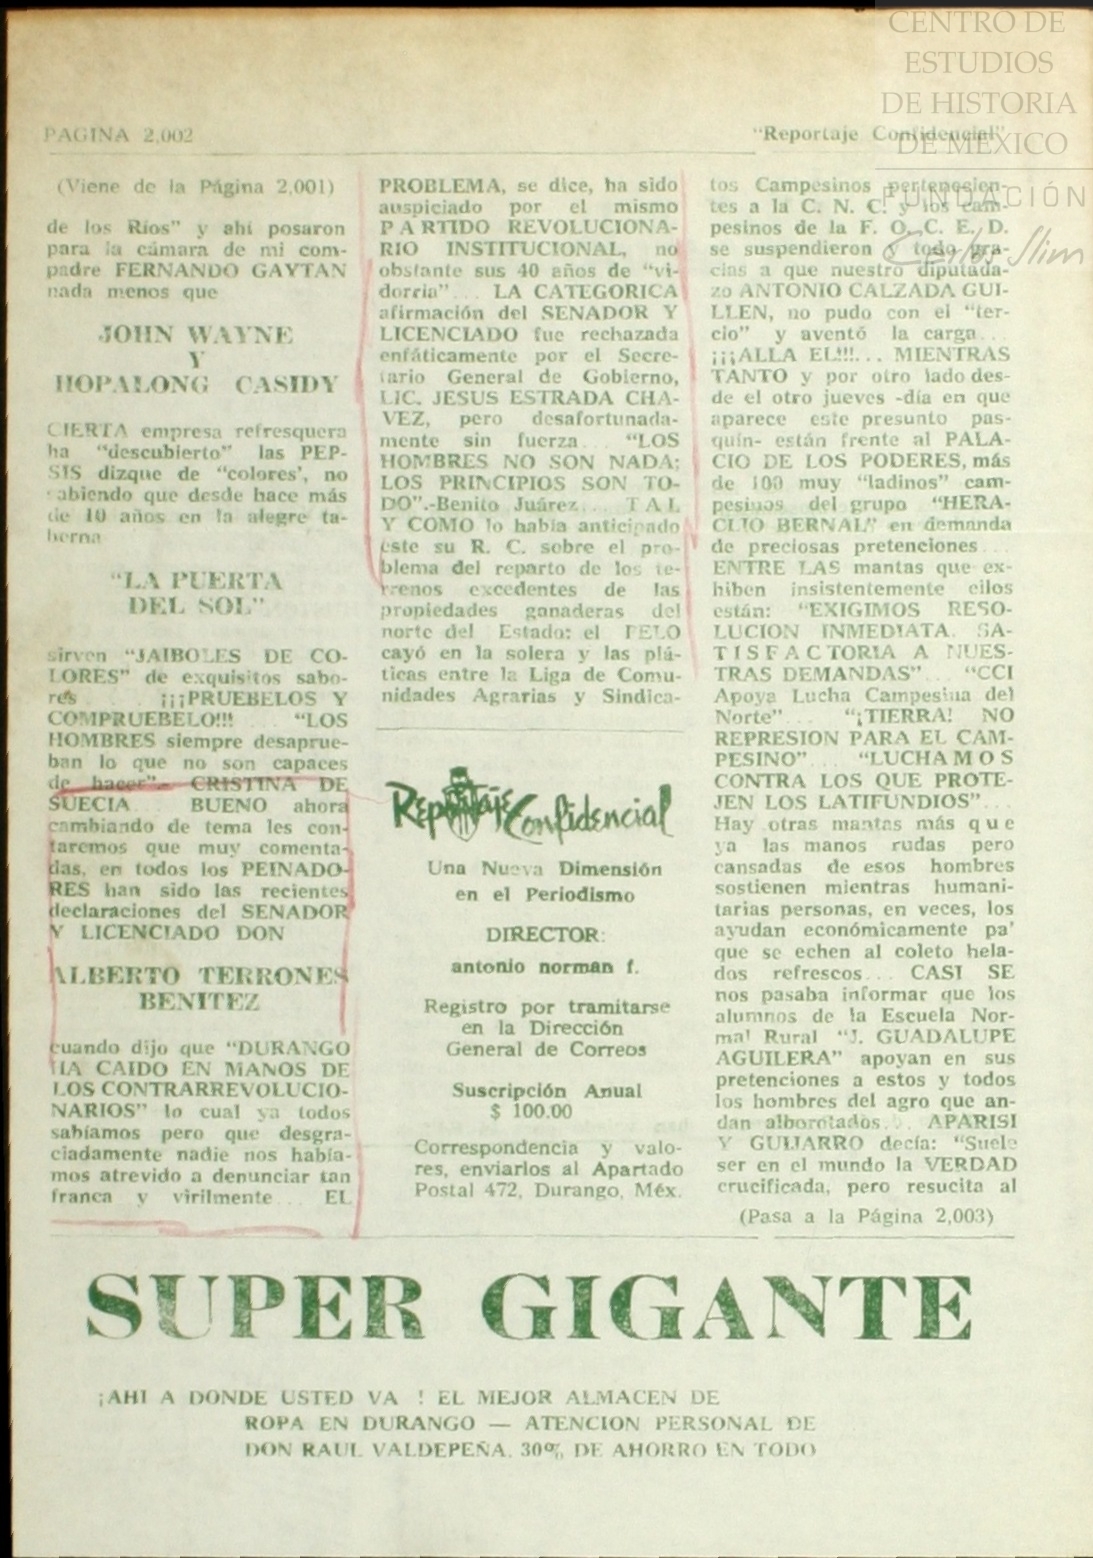 CENTRO DE
ESTUDIOS
DE HISTORIA
DE MÉXICO
FUNDACIÓN
Carlos Slim
PAGINA 2,002
"Reportaje Confidencial"
(Viene de la Página 2,001)
de los Ríos" y ahí posaron
para la cámara de mi com-
padre FERNANDO GAYTAN
nada menos que
JOHN WAYNE
Y
HOPALONG CASIDY
CIERTA empresa refresquera
ha "descubierto" las PEP-
SIS dizque de "colores', no
sabiendo que desde hace más
de 10 años en la alegre ta-
berna
"LA PUERTA
DEL SOL"
sirven "JAIBOLES DE CO-
LORES" de exquisitos sabo-
res... ¡¡¡PRUEBELOS Y
COMPRUEBELO!!! ... "LOS
HOMBRES siempre desaprue-
ban lo que no son capaces
de hacer".- CRISTINA DE
SUECIA... BUENO ahora
cambiando de tema les con-
taremos que muy comenta-
das, en todos los PEINADO-
RES han sido las recientes
declaraciones del SENADOR
Y LICENCIADO DON
ALBERTO TERRONES
BENITEZ
cuando dijo que "DURANGO
HA CAIDO EN MANOS DE
LOS CONTRARREVOLUCIO-
NARIOS" lo cual ya todos
sabíamos pero que desgra-
ciadamente nadie nos había-
mos atrevido a denunciar tan
franca y virilmente... EL
PROBLEMA, se dice, ha sido
auspiciado por el mismo
PARTIDO REVOLUCIONA-
RIO INSTITUCIONAL, no
obstante sus 40 años de "vi-
dorria"... LA CATEGORICA
afirmación del SENADOR Y
LICENCIADO fue rechazada
enfáticamente por el Secre-
tario General de Gobierno,
LIC. JESUS ESTRADA CHA-
VEZ, pero desafortunada-
mente sin fuerza... "LOS
HOMBRES NO SON NADA;
LOS PRINCIPIOS SON TO-
DO".-Benito Juárez... TAL
Y COMO lo había anticipado
este su R. C. sobre el pro-
blema del reparto de los te-
rrenos excedentes de las
propiedades ganaderas del
norte del Estado: el TELO
cayó en la solera y las plá-
ticas entre la Liga de Comu-
nidades Agrarias y Sindica-
Reportaje Confidencial
Una Nueva Dimensión
en el Periodismo
DIRECTOR:
antonio norman f.
Registro por tramitarse
en la Dirección
General de Correos
Suscripción Anual
$ 100.00
Correspondencia y valo-
res, enviarlos al Apartado
Postal 472, Durango, Méx.
tos Campesinos pertenecien-
tes a la C. N. C. y los cam-
pesinos de la F. O. C. E. D.
se suspendieron y todo gra-
cias a que nuestro diputada-
zo ANTONIO CALZADA GUI-
LLEN, no pudo con el "ter-
cio" y aventó la carga...
¡¡¡ALLA EL!!!... MIENTRAS
TANTO y por otro lado des-
de el otro jueves -día en que
aparece este presunto pas-
quín- están frente al PALA-
CIO DE LOS PODERES, más
de 100 muy "ladinos" cam-
pesinos del grupo "HERA-
CLIO BERNAL" en demanda
de preciosas pretenciones...
ENTRE LAS mantas que ex-
hiben insistentemente ellos
están: "EXIGIMOS RESO-
LUCION INMEDIATA. SA-
TISFACTORIA A NUES-
TRAS DEMANDAS"... "CCI
Apoya Lucha Campesina del
Norte"... "¡TIERRA! NO
REPRESION PARA EL CAM-
PESINO"... "LUCHAMOS
CONTRA LOS QUE PROTE-
JEN LOS LATIFUNDIOS"...
Hay otras mantas más que
ya las manos rudas pero
cansadas de esos hombres
sostienen mientras humani-
tarias personas, en veces, los
ayudan económicamente pa'
que se echen al coleto hela-
dos refrescos... CASI SE
nos pasaba informar que los
alumnos de la Escuela Nor-
mal Rural "J. GUADALUPE
AGUILERA" apoyan en sus
pretenciones a estos y todos
los hombres del agro que an-
dan alborotados... APARISI
Y GUIJARRO decía: "Suele
ser en el mundo la VERDAD
crucificada, pero resucita al
(Pasa a la Página 2,003)
SUPER GIGANTE
¡AHI A DONDE USTED VA ! EL MEJOR ALMACEN DE
ROPA EN DURANGO — ATENCION PERSONAL DE
DON RAUL VALDEPEÑA. 30% DE AHORRO EN TODO